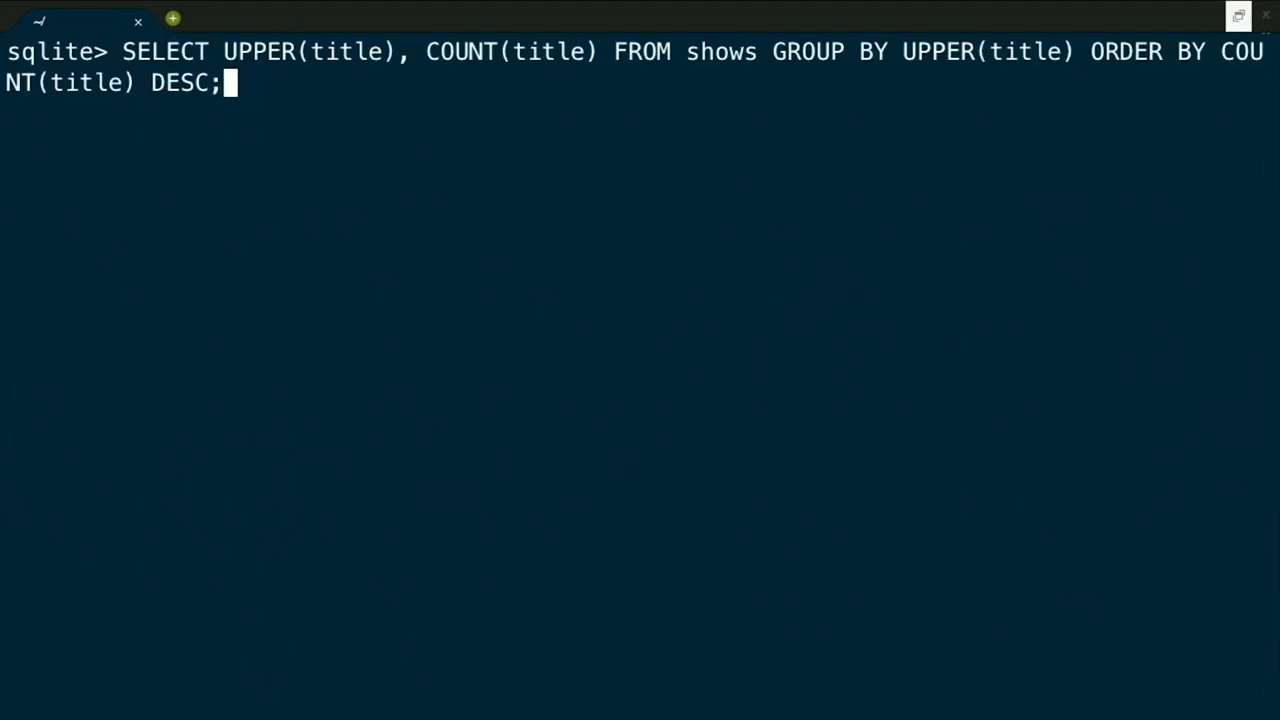 ~/
sqlite> SELECT UPPER(title), COUNT(title) FROM shows GROUP BY UPPER(title) ORDER BY COU
NT(title) DESC;